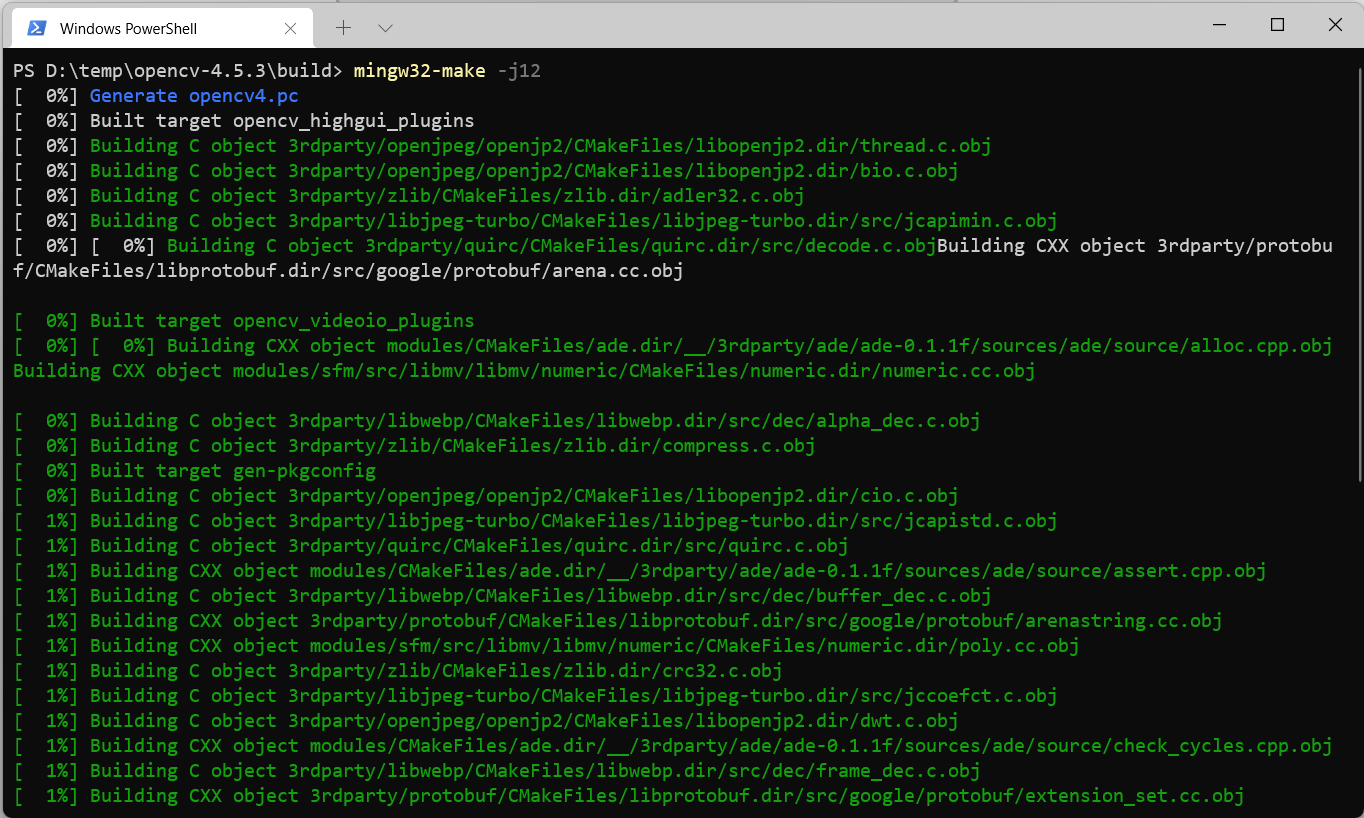 Windows PowerShell
PS D:\temp\opencv-4.5.3\build> mingw32-make -j12
[  0%] Generate opencv4.pc
[  0%] Built target opencv_highgui_plugins
[  0%] Building C object 3rdparty/openjpeg/openjp2/CMakeFiles/libopenjp2.dir/thread.c.obj
[  0%] Building C object 3rdparty/openjpeg/openjp2/CMakeFiles/libopenjp2.dir/bio.c.obj
[  0%] Building C object 3rdparty/zlib/CMakeFiles/zlib.dir/adler32.c.obj
[  0%] Building C object 3rdparty/libjpeg-turbo/CMakeFiles/libjpeg-turbo.dir/src/jcapimin.c.obj
[  0%] [  0%] Building C object 3rdparty/quirc/CMakeFiles/quirc.dir/src/decode.c.objBuilding CXX object 3rdparty/protobu
f/CMakeFiles/libprotobuf.dir/src/google/protobuf/arena.cc.obj
[  0%] Built target opencv_videoio_plugins
[  0%] [  0%] Building CXX object modules/CMakeFiles/ade.dir/__/3rdparty/ade/ade-0.1.1f/sources/ade/source/alloc.cpp.obj
Building CXX object modules/sfm/src/libmv/libmv/numeric/CMakeFiles/numeric.dir/numeric.cc.obj
[  0%] Building C object 3rdparty/libwebp/CMakeFiles/libwebp.dir/src/dec/alpha_dec.c.obj
[  0%] Building C object 3rdparty/zlib/CMakeFiles/zlib.dir/compress.c.obj
[  0%] Built target gen-pkgconfig
[  0%] Building C object 3rdparty/openjpeg/openjp2/CMakeFiles/libopenjp2.dir/cio.c.obj
[  1%] Building C object 3rdparty/libjpeg-turbo/CMakeFiles/libjpeg-turbo.dir/src/jcapistd.c.obj
[  1%] Building C object 3rdparty/quirc/CMakeFiles/quirc.dir/src/quirc.c.obj
[  1%] Building CXX object modules/CMakeFiles/ade.dir/__/3rdparty/ade/ade-0.1.1f/sources/ade/source/assert.cpp.obj
[  1%] Building C object 3rdparty/libwebp/CMakeFiles/libwebp.dir/src/dec/buffer_dec.c.obj
[  1%] Building CXX object 3rdparty/protobuf/CMakeFiles/libprotobuf.dir/src/google/protobuf/arenastring.cc.obj
[  1%] Building CXX object modules/sfm/src/libmv/libmv/numeric/CMakeFiles/numeric.dir/poly.cc.obj
[  1%] Building C object 3rdparty/zlib/CMakeFiles/zlib.dir/crc32.c.obj
[  1%] Building C object 3rdparty/libjpeg-turbo/CMakeFiles/libjpeg-turbo.dir/src/jccoefct.c.obj
[  1%] Building C object 3rdparty/openjpeg/openjp2/CMakeFiles/libopenjp2.dir/dwt.c.obj
[  1%] Building CXX object modules/CMakeFiles/ade.dir/__/3rdparty/ade/ade-0.1.1f/sources/ade/source/check_cycles.cpp.obj
[  1%] Building C object 3rdparty/libwebp/CMakeFiles/libwebp.dir/src/dec/frame_dec.c.obj
[  1%] Building CXX object 3rdparty/protobuf/CMakeFiles/libprotobuf.dir/src/google/protobuf/extension_set.cc.obj